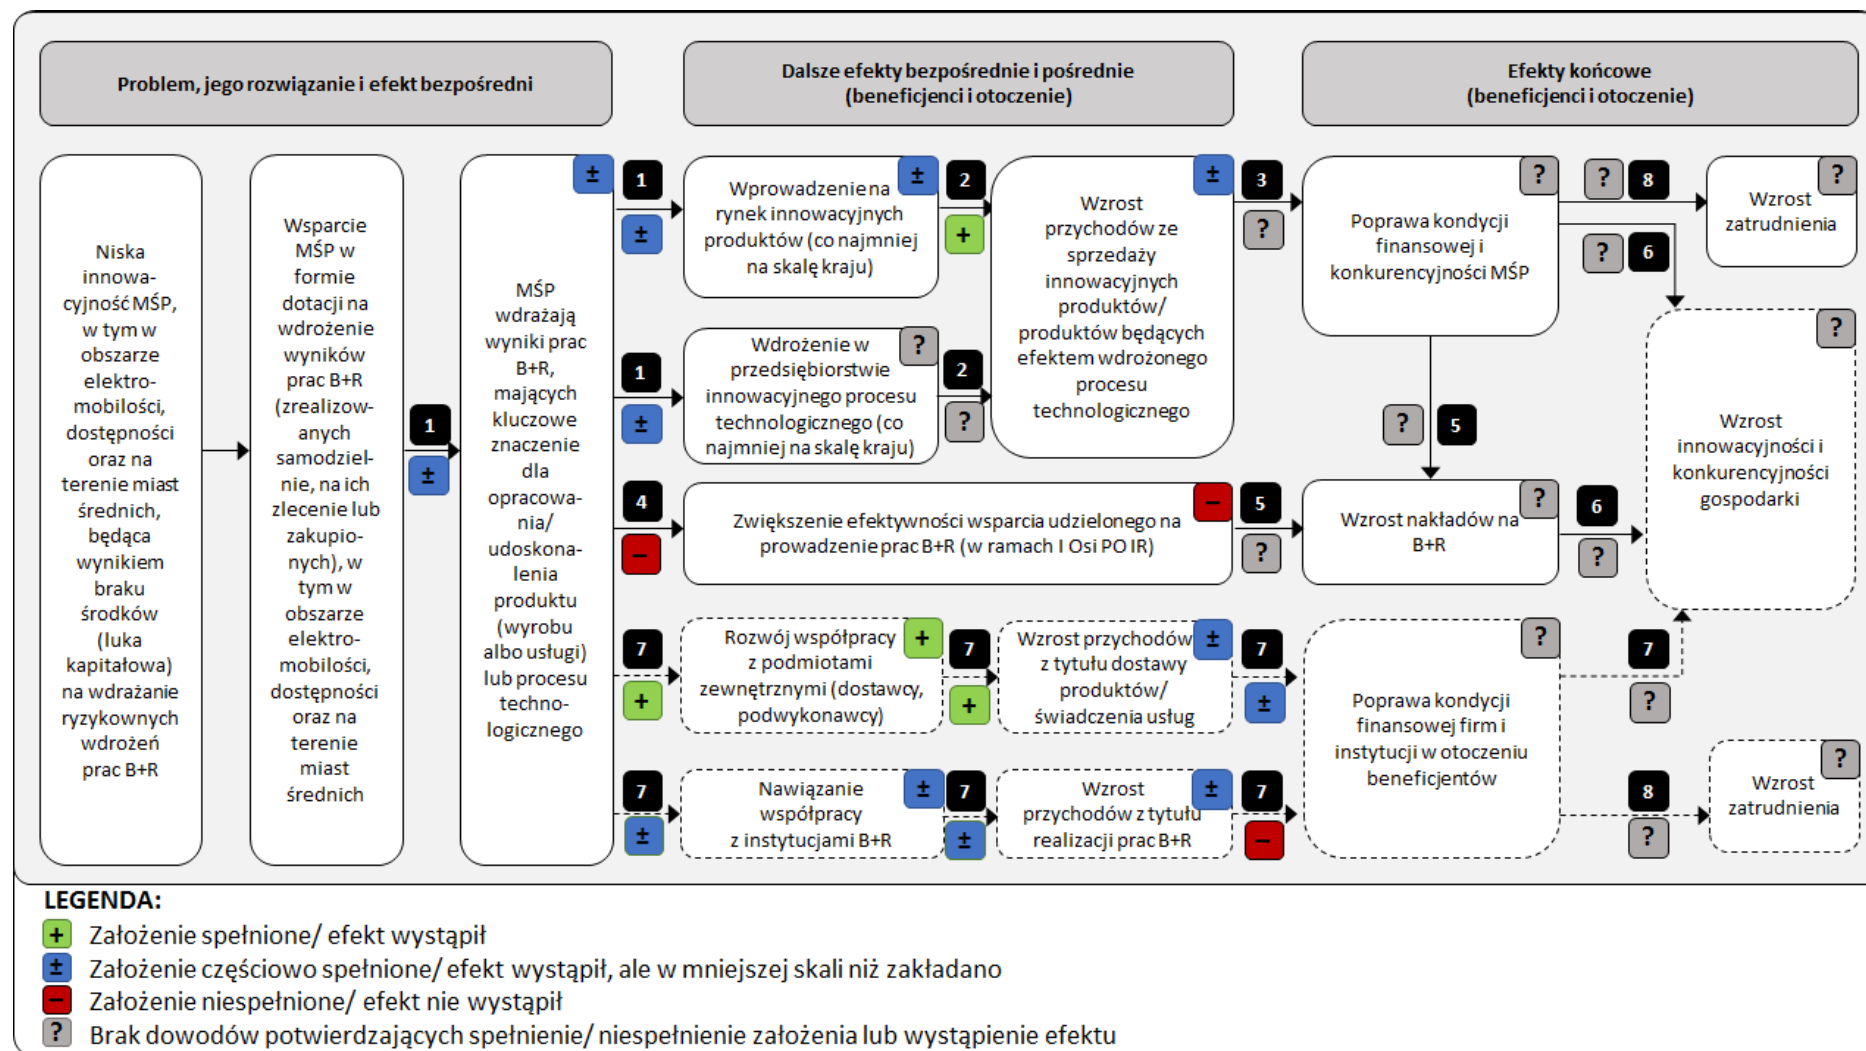 Problem, jego rozwiązanie i efekt bezpośredni
Dalsze efekty bezpośrednie i pośrednie
(beneficjenci i otoczenie)
Efekty końcowe
(beneficjenci i otoczenie)
Niska
innowa-
cyjność MŚP,
w tym w
obszarze
elektro-
mobilości,
dostępności
oraz na
terenie miast
średnich,
będąca
wynikiem
braku
środków
(luka
kapitałowa)
na wdrażanie
ryzykownych
wdrożeń
prac B+R
Wsparcie
MŚP w
formie
dotacji na
wdrożenie
wyników
prac B+R
(zrealizow-
anych
samodziel-
nie, na ich
zlecenie lub
zakupio-
nych), w
tym w
obszarze
elektro-
mobilości,
dostępności
oraz na
terenie
miast
średnich
1
±
±
MŚP
wdrażają
wyniki prac
B+R,
mających
kluczowe
znaczenie
dla
opracowa-
nia/
udoskona-
lenia
produktu
(wyrobu
albo usługi)
lub procesu
techno-
logicznego
1
±
±
Wprowadzenie na
rynek innowacyjnych
produktów (co najmniej
na skalę kraju)
2
+
1
±
?
Wdrożenie w
przedsiębiorstwie
innowacyjnego procesu
technologicznego (co
najmniej na skalę kraju)
2
?
±
Wzrost
przychodów ze
sprzedaży
innowacyjnych
produktów/
produktów będących
efektem wdrożonego
procesu
technologicznego
3
?
?
Poprawa kondycji
finansowej i
konkurencyjności MŚP
? 8
?
Wzrost
zatrudnienia
? 6
? 5
4
−
−
Zwiększenie efektywności wsparcia udzielonego na
prowadzenie prac B+R (w ramach I Osi PO IR)
5
?
?
Wzrost nakładów na
B+R
6
?
?
Wzrost
innowacyjności i
konkurencyjności
gospodarki
7
+
+
Rozwój współpracy
z podmiotami
zewnętrznymi (dostawcy,
podwykonawcy)
7
+
±
Wzrost przychodów
z tytułu dostawy
produktów/
świadczenia usług
7
±
?
Poprawa kondycji
finansowej firm i
instytucji w otoczeniu
beneficjentów
7
?
7
±
±
Nawiązanie
współpracy
z instytucjami B+R
7
±
±
Wzrost
przychodów z tytułu
realizacji prac B+R
7
−
8
?
?
Wzrost
zatrudnienia
LEGENDA:
+ Założenie spełnione/ efekt wystąpił
± Założenie częściowo spełnione/ efekt wystąpił, ale w mniejszej skali niż zakładano
− Założenie niespełnione/ efekt nie wystąpił
? Brak dowodów potwierdzających spełnienie/ niespełnienie założenia lub wystąpienie efektu